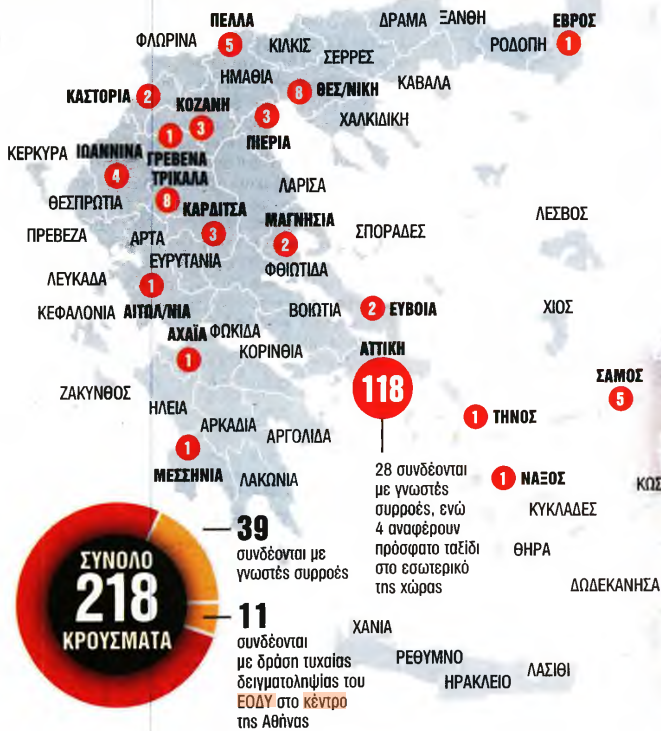 ΔΡΑΜΑ
ΞΑΝΘΗ
ΕΒΡΟΣ
1
ΡΟΔΟΠΗ
ΠΕΛΛΑ
5
ΦΛΩΡΙΝΑ
ΚΙΛΚΙΣ
ΣΕΡΡΕΣ
ΗΜΑΘΙΑ
8 ΘΕΣ/ΝΙΚΗ
ΚΑΒΑΛΑ
ΚΑΣΤΟΡΙΑ 2
ΚΟΖΑΝΗ
3
3
ΠΙΕΡΙΑ
ΧΑΛΚΙΔΙΚΗ
1
ΓΡΕΒΕΝΑ
ΚΕΡΚΥΡΑ
ΙΩΑΝΝΙΝΑ
4
ΤΡΙΚΑΛΑ
8
ΛΑΡΙΣΑ
ΘΕΣΠΡΩΤΙΑ
ΚΑΡΔΙΤΣΑ
3
ΜΑΓΝΗΣΙΑ
2
ΣΠΟΡΑΔΕΣ
ΛΕΣΒΟΣ
ΠΡΕΒΕΖΑ
ΑΡΤΑ
ΕΥΡΥΤΑΝΙΑ
ΦΘΙΩΤΙΔΑ
ΛΕΥΚΑΔΑ
1
ΑΙΤΩΛ/ΝΙΑ
ΚΕΦΑΛΟΝΙΑ
ΒΟΙΩΤΙΑ
2 ΕΥΒΟΙΑ
ΧΙΟΣ
ΑΧΑΪΑ
1
ΦΩΚΙΔΑ
ΚΟΡΙΝΘΙΑ
ΑΤΤΙΚΗ
118
ΣΑΜΟΣ
5
ΖΑΚΥΝΘΟΣ
ΗΛΕΙΑ
ΑΡΚΑΔΙΑ
ΑΡΓΟΛΙΔΑ
1 ΤΗΝΟΣ
1
ΜΕΣΣΗΝΙΑ
ΛΑΚΩΝΙΑ
1 ΝΑΞΟΣ
ΚΩΣ
ΚΥΚΛΑΔΕΣ
ΘΗΡΑ
ΔΩΔΕΚΑΝΗΣΑ
28 συνδέονται
με γνωστές
συρροές, ενώ
4 αναφέρουν
πρόσφατο ταξίδι
στο εσωτερικό
της χώρας
ΣΥΝΟΛΟ
218
ΚΡΟΥΣΜΑΤΑ
39
συνδέονται με
γνωστές συρροές
11
συνδέονται
με δράση τυχαίας
δειγματοληψίας του
ΕΟΔΥ στο κέντρο
της Αθήνας
ΧΑΝΙΑ
ΡΕΘΥΜΝΟ
ΗΡΑΚΛΕΙΟ
ΛΑΣΙΘΙ